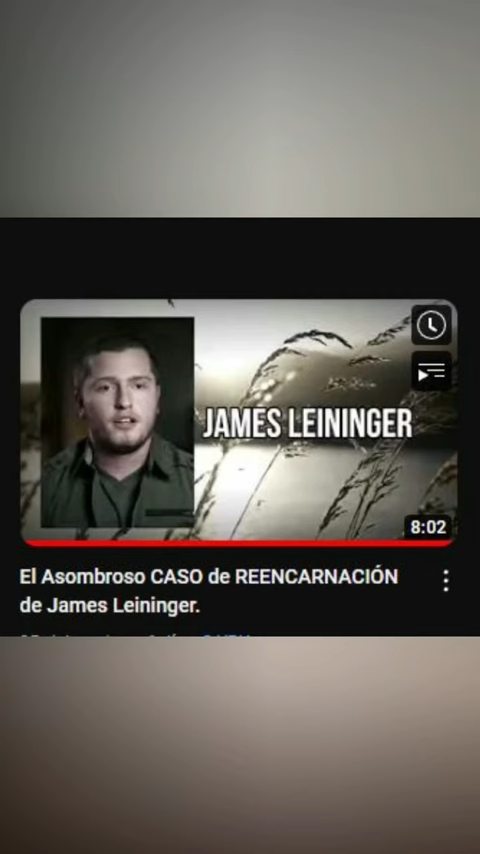 JAMES LEININGER
8:02
El Asombroso CASO de REENCARNACIÓN
de James Leininger.